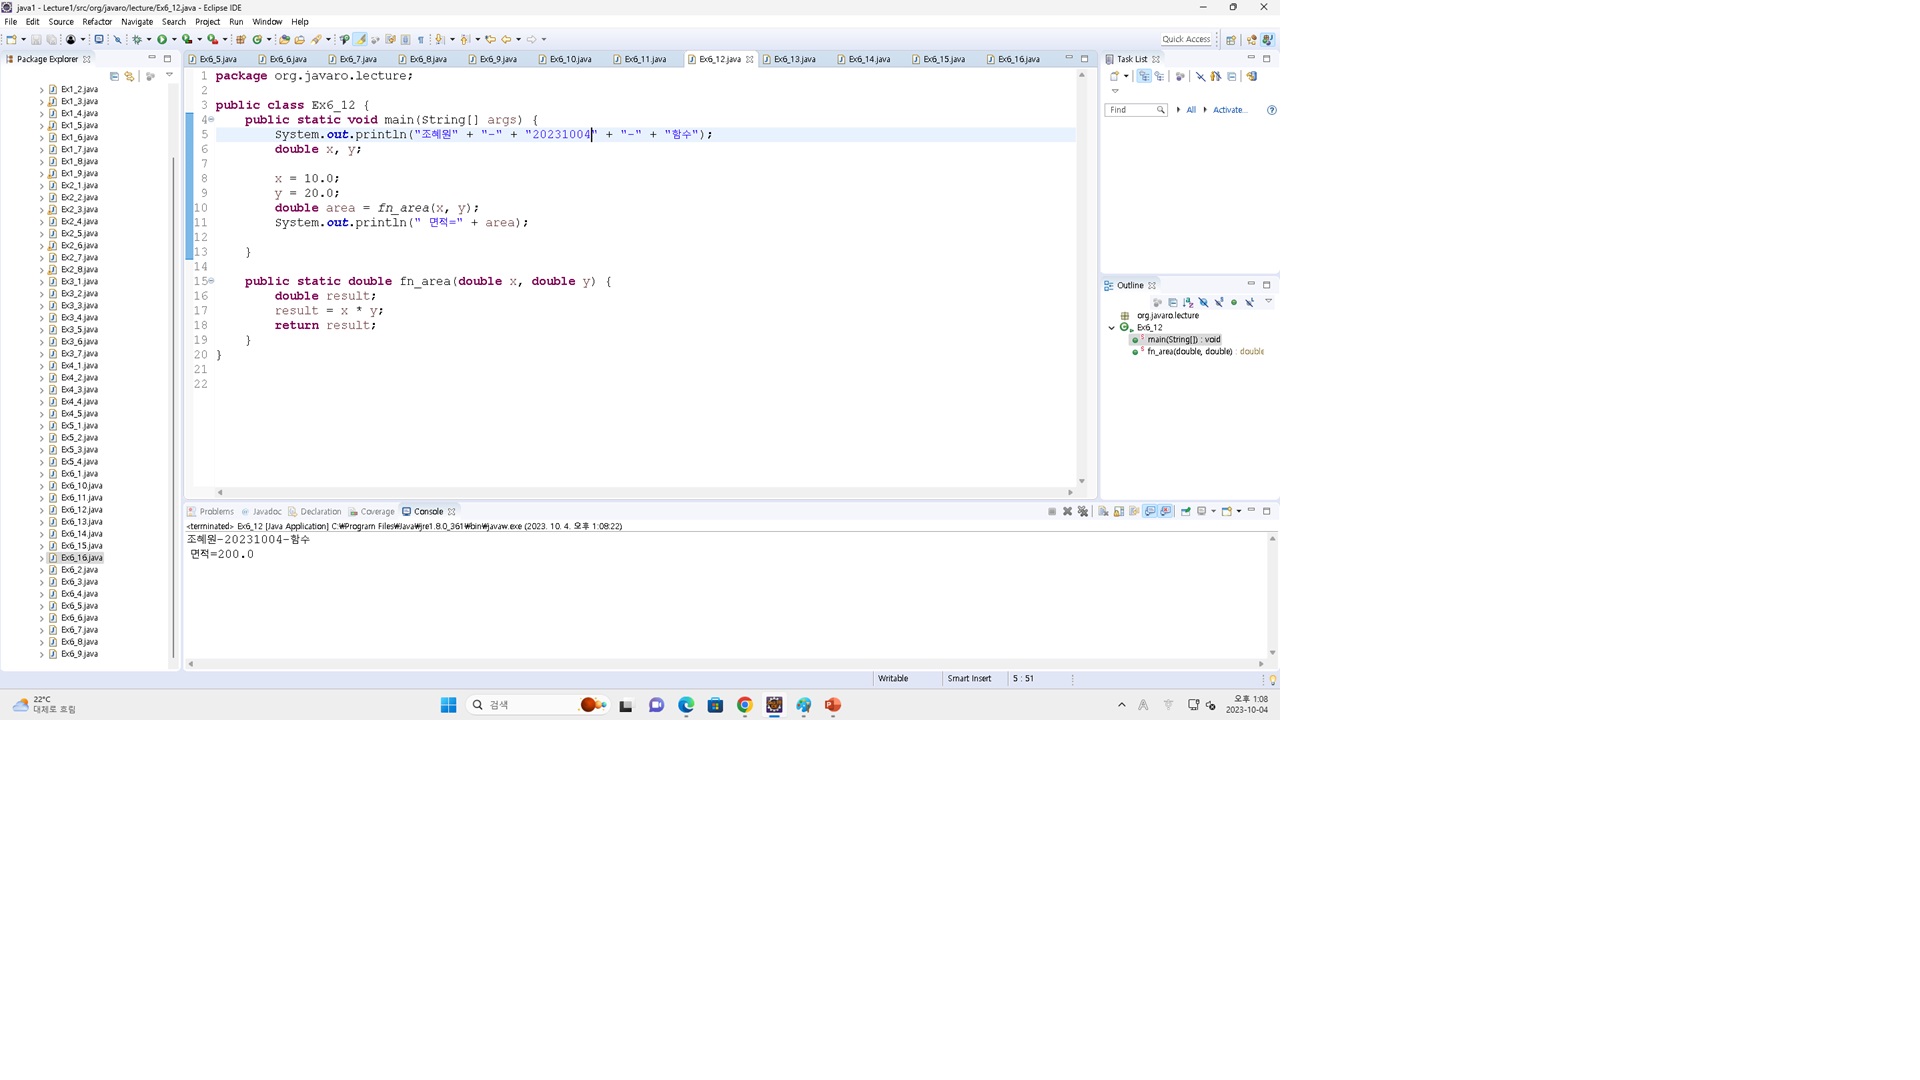 java1 - Lecture1/src/org/javaro/lecture/Ex6_12.java - Eclipse IDE
File Edit Source Refactor Navigate Search Project Run Window Help
Quick Access
Package Explorer
Ex1_2.java
Ex1_3.java
Ex1_4.java
Ex1_5.java
Ex1_6.java
Ex1_7.java
Ex1_8.java
Ex1_9.java
Ex2_1.java
Ex2_2.java
Ex2_3.java
Ex2_4.java
Ex2_5.java
Ex2_6.java
Ex2_7.java
Ex2_8.java
Ex3_1.java
Ex3_2.java
Ex3_3.java
Ex3_4.java
Ex3_5.java
Ex3_6.java
Ex3_7.java
Ex4_1.java
Ex4_2.java
Ex4_3.java
Ex4_4.java
Ex4_5.java
Ex5_1.java
Ex5_2.java
Ex5_3.java
Ex5_4.java
Ex6_1.java
Ex6_10.java
Ex6_11.java
Ex6_12.java
Ex6_13.java
Ex6_14.java
Ex6_15.java
Ex6_16.java
Ex6_2.java
Ex6_3.java
Ex6_4.java
Ex6_5.java
Ex6_6.java
Ex6_7.java
Ex6_8.java
Ex6_9.java
Ex6_5.java Ex6_6.java Ex6_7.java Ex6_8.java Ex6_9.java Ex6_10.java Ex6_11.java Ex6_12.java Ex6_13.java Ex6_14.java Ex6_15.java Ex6_16.java
1 package org.javaro.lecture;
2
3 public class Ex6_12 {
4 public static void main(String[] args) {
5 System.out.println("조혜원" + "-" + "20231004" + "-" + "함수");
6 double x, y;
7
8 x = 10.0;
9 y = 20.0;
10 double area = fn_area(x, y);
11 System.out.println(" 면적=" + area);
12
13 }
14
15 public static double fn_area(double x, double y) {
16 double result;
17 result = x * y;
18 return result;
19 }
20 }
21
22
Task List
Find All Activate...
Outline
org.javaro.lecture
Ex6_12
main(String[]) : void
fn_area(double, double) : double
Problems Javadoc Declaration Coverage Console
<terminated> Ex6_12 [Java Application] C:₩Program Files₩Java₩jre1.8.0_361₩bin₩javaw.exe (2023. 10. 4. 오후 1:08:22)
조혜원-20231004-함수
면적=200.0
Writable Smart Insert 5 : 51
22°C
대체로 흐림
검색
오후 1:08
2023-10-04